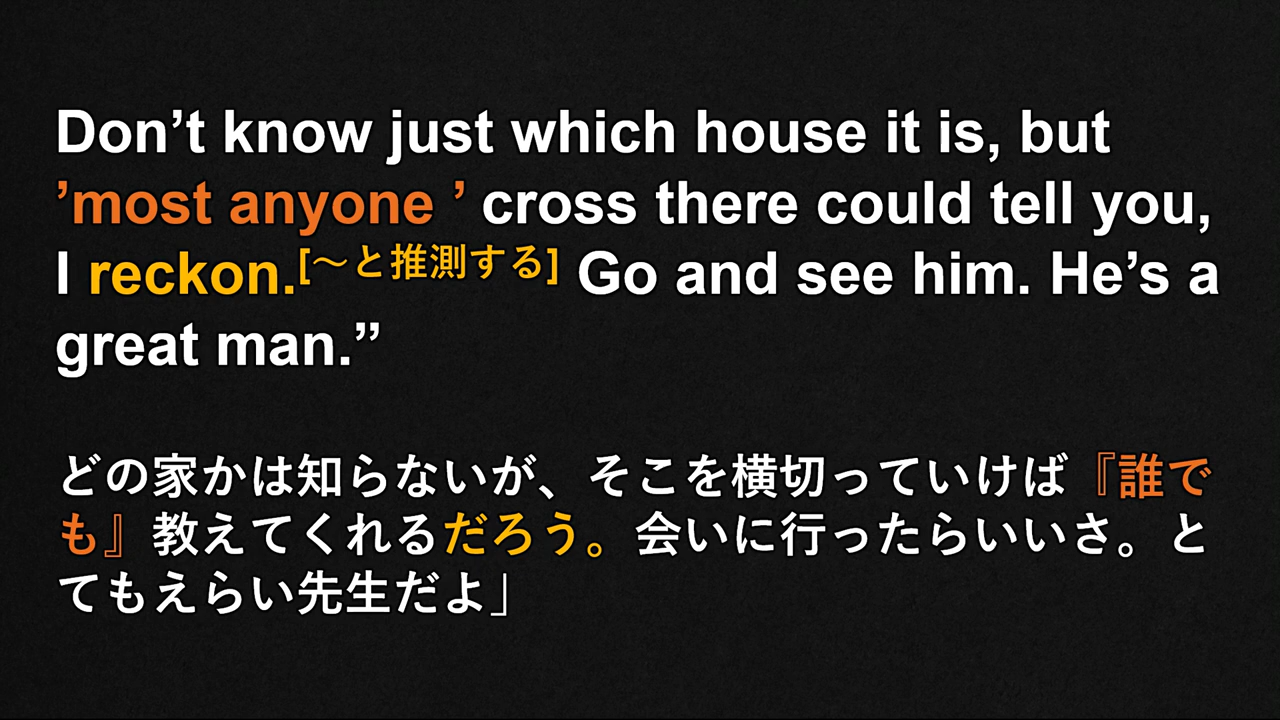 Don’t know just which house it is, but
’most anyone ’ cross there could tell you,
I reckon.[～と推測する] Go and see him. He’s a
great man.”
どの家かは知らないが、そこを横切っていけば『誰で
も』教えてくれるだろう。会いに行ったらいいさ。と
てもえらい先生だよ」